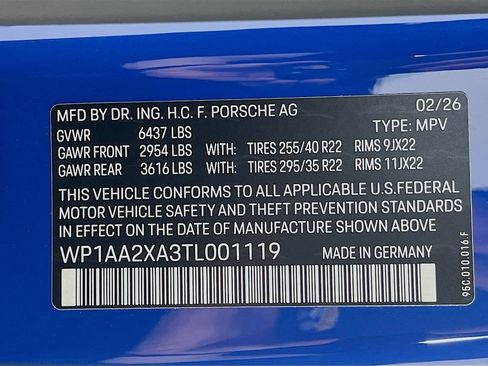 MFD BY DR. ING. H.C. F. PORSCHE AG 02/26
GVWR 6437 LBS TYPE: MPV
GAWR FRONT 2954 LBS WITH: TIRES 255/40 R22 RIMS 9JX22
GAWR REAR 3616 LBS WITH: TIRES 295/35 R22 RIMS 11JX22
THIS VEHICLE CONFORMS TO ALL APPLICABLE U.S.FEDERAL
MOTOR VEHICLE SAFETY AND THEFT PREVENTION STANDARDS
IN EFFECT ON THE DATE OF MANUFACTURE SHOWN ABOVE.
WP1AA2XA3TL001119 MADE IN GERMANY
95C.010.016.F